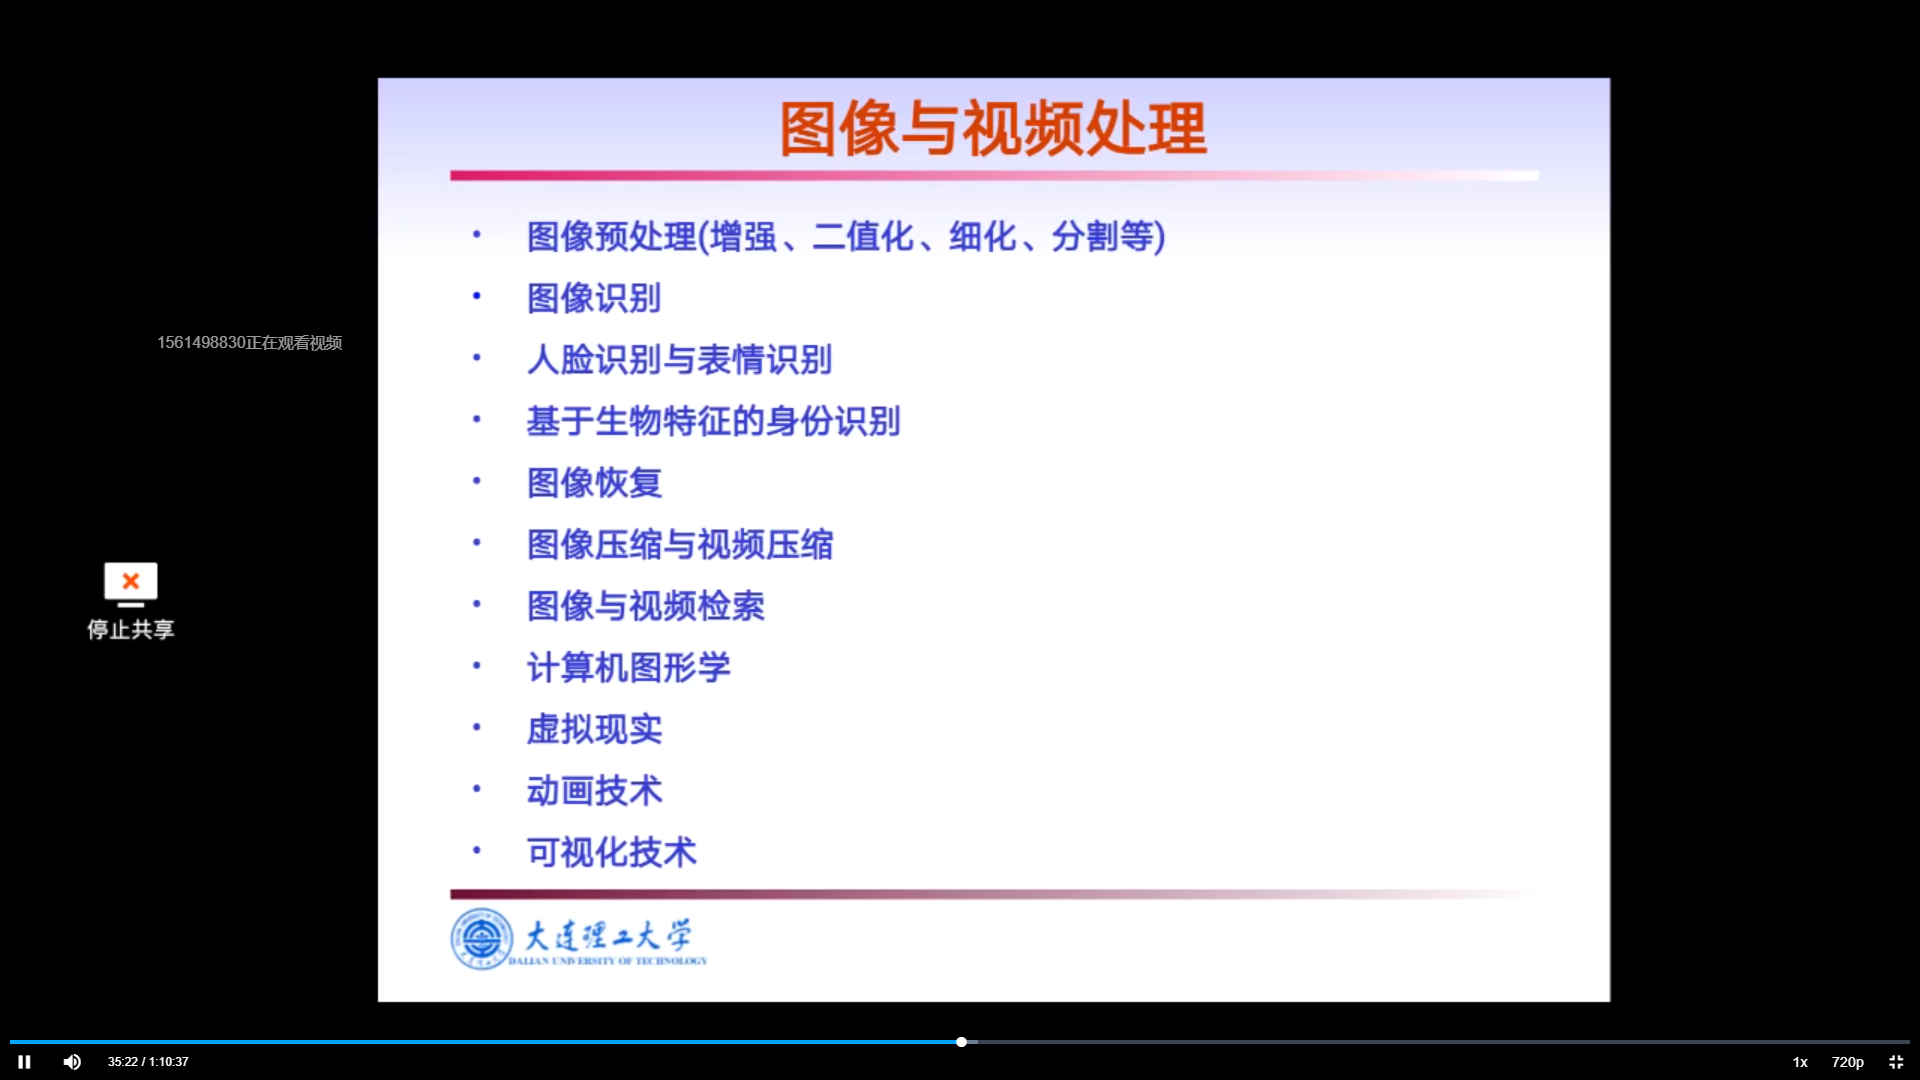 图像与视频处理
• 图像预处理(增强、二值化、细化、分割等)
• 图像识别
1561498830正在观看视频
• 人脸识别与表情识别
• 基于生物特征的身份识别
• 图像恢复
• 图像压缩与视频压缩
• 图像与视频检索
停止共享
• 计算机图形学
• 虚拟现实
• 动画技术
• 可视化技术
大连理工大学
DALIAN UNIVERSITY OF TECHNOLOGY
35:22 / 1:10:37
1x
720p